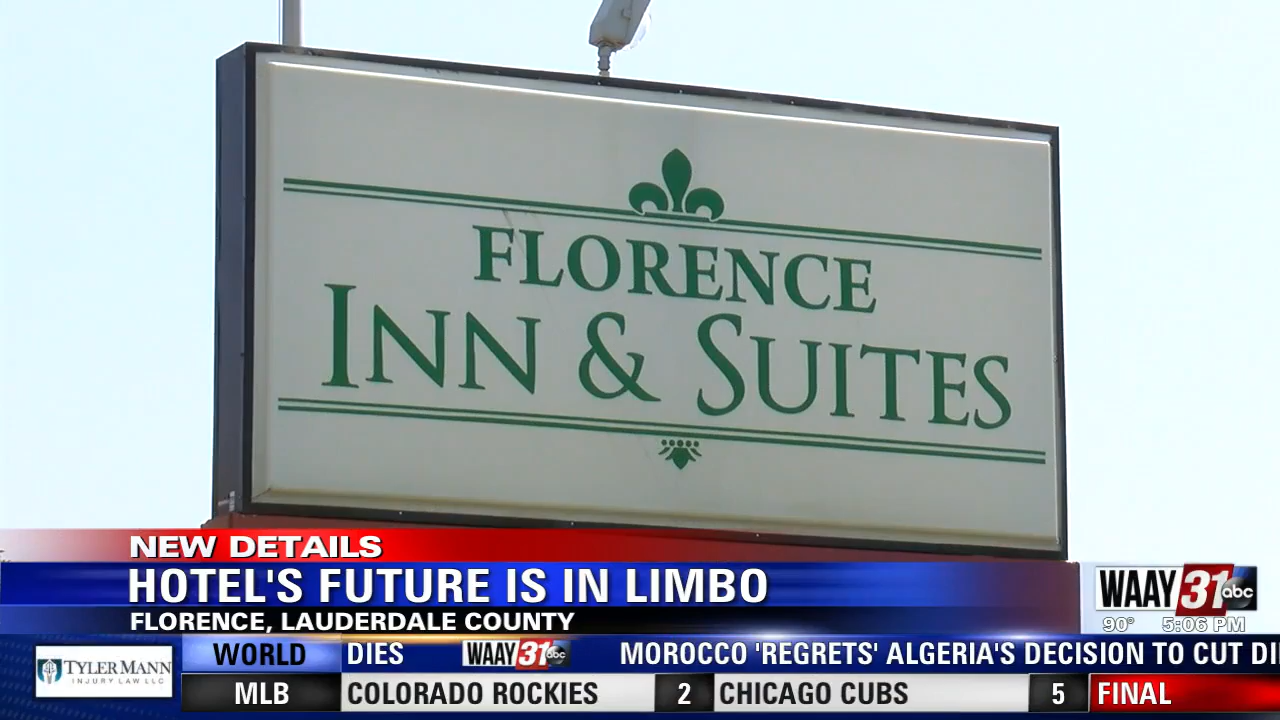 FLORENCE
INN & SUITES
NEW DETAILS
HOTEL'S FUTURE IS IN LIMBO
FLORENCE, LAUDERDALE COUNTY
WAAY 31 abc
90° 5:06 PM
TYLER MANN
INJURY LAW LLC
WORLD DIES WAAY 31 abc MOROCCO 'REGRETS' ALGERIA'S DECISION TO CUT DI
MLB COLORADO ROCKIES 2 CHICAGO CUBS 5 FINAL